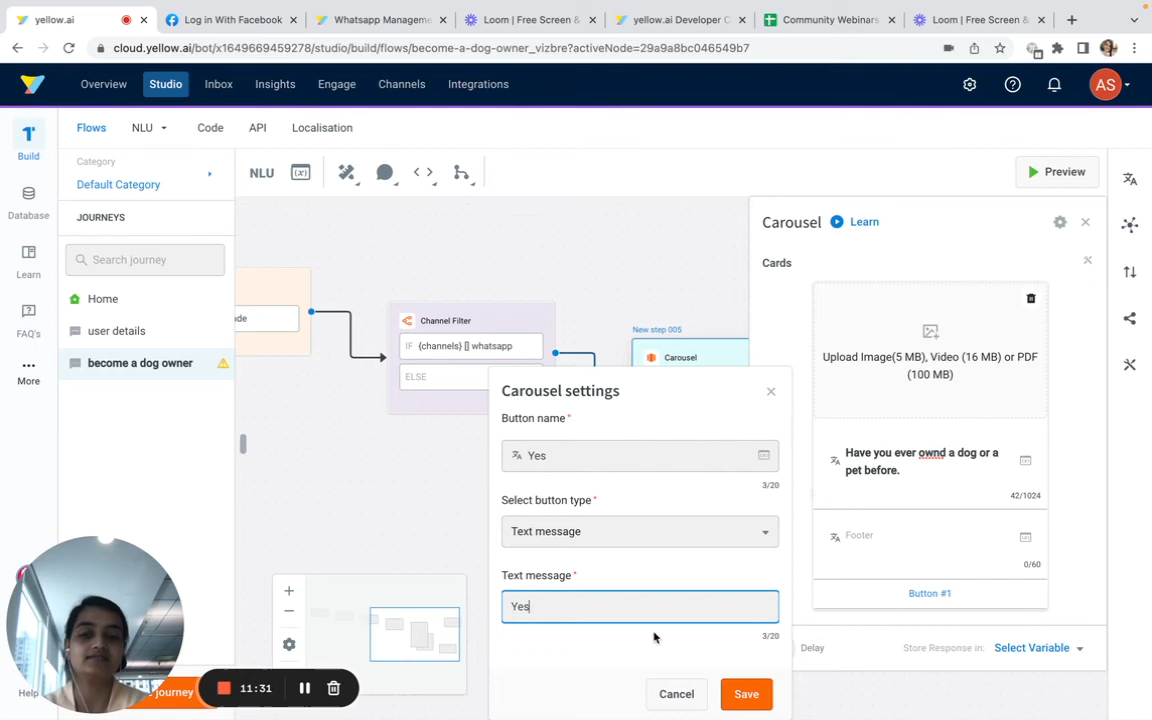 yellow.ai
Log in With Facebook
Whatsapp Manageme
Loom | Free Screen &
yellow.ai Developer C
Community Webinars
Loom | Free Screen &
cloud.yellow.ai/bot/x1649669459278/studio/build/flows/become-a-dog-owner_vizbre?activeNode=29a9a8bc046549b7
Overview
Studio
Inbox
Insights
Engage
Channels
Integrations
AS
Build
Flows
NLU
Code
API
Localisation
Category
Default Category
NLU
Preview
Database
JOURNEYS
Search journey
Learn
Home
user details
become a dog owner
FAQ's
More
Help
journey
11:31
Channel Filter
IF {channels} [] whatsapp
ELSE
New step 005
Carousel
Carousel settings
Button name*
Yes
3/20
Select button type*
Text message
Text message*
Yes
3/20
Cancel
Save
Carousel
Learn
Cards
Upload Image(5 MB), Video (16 MB) or PDF
(100 MB)
Have you ever ownd a dog or a
pet before.
42/1024
Footer
0/60
Button #1
Delay
Store Response in:
Select Variable